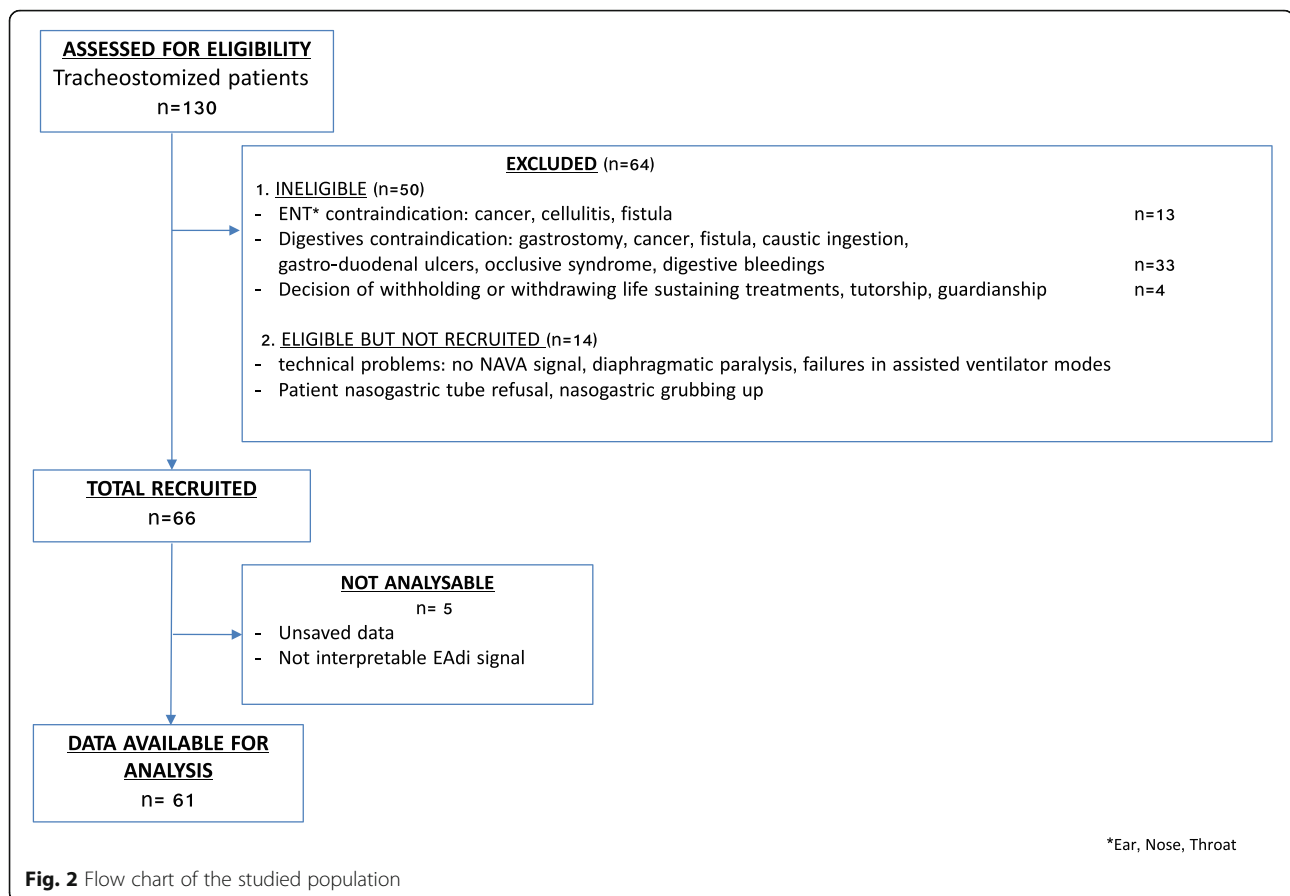 ASSESSED FOR ELIGIBILITY
Tracheostomized patients
n=130
EXCLUDED (n=64)
1. INELIGIBLE (n=50)
- ENT* contraindication: cancer, cellulitis, fistula n=13
- Digestives contraindication: gastrostomy, cancer, fistula, caustic ingestion,
gastro-duodenal ulcers, occlusive syndrome, digestive bleedings n=33
- Decision of withholding or withdrawing life sustaining treatments, tutorship, guardianship n=4
2. ELIGIBLE BUT NOT RECRUITED (n=14)
- technical problems: no NAVA signal, diaphragmatic paralysis, failures in assisted ventilator modes
- Patient nasogastric tube refusal, nasogastric grubbing up
TOTAL RECRUITED
n=66
NOT ANALYSABLE
n= 5
- Unsaved data
- Not interpretable EAdi signal
DATA AVAILABLE FOR
ANALYSIS
n= 61
*Ear, Nose, Throat
Fig. 2 Flow chart of the studied population